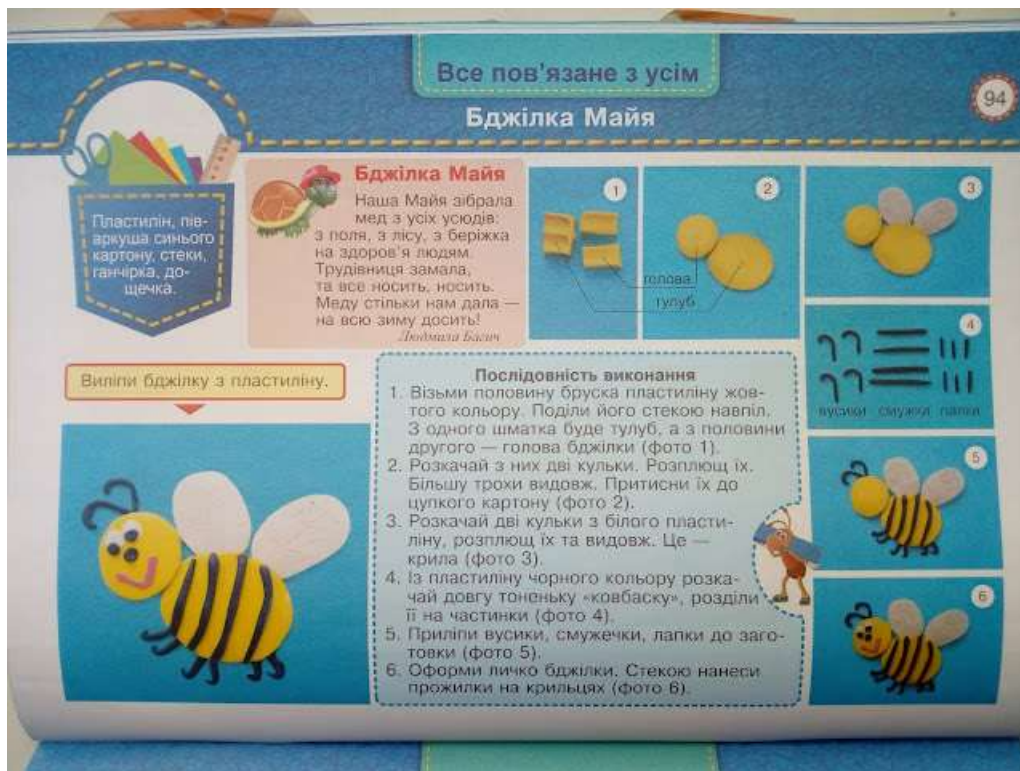 Все пов'язане з усім
Бджілка Майя
94
Пластилін, пів-
аркуша синього
картону, стеки,
ганчірка, до-
щечка.
Бджілка Майя
Наша Майя зібрала
мед з усіх усюдів:
з поля, з лісу, з беріжка
на здоров'я людям.
Трудівниця замала,
та все носить, носить.
Меду стільки нам дала —
на всю зиму досить!
Людмила Багич
1
2
голова
тулуб
3
4
вусики смужки лапки
Виліпи бджілку з пластиліну.
Послідовність виконання
1. Візьми половину бруска пластиліну жов-
того кольору. Поділи його стекою навпіл.
З одного шматка буде тулуб, а з половини
другого — голова бджілки (фото 1).
2. Розкачай з них дві кульки. Розплющ їх.
Більшу трохи видовж. Притисни їх до
цупкого картону (фото 2).
3. Розкачай дві кульки з білого пласти-
ліну, розплющ їх та видовж. Це —
крила (фото 3).
4. Із пластиліну чорного кольору розка-
чай довгу тоненьку «ковбаску», розділи
її на частинки (фото 4).
5. Приліпи вусики, смужечки, лапки до заго-
товки (фото 5).
6. Оформи личко бджілки. Стекою нанеси
прожилки на крильцях (фото 6).
5
6